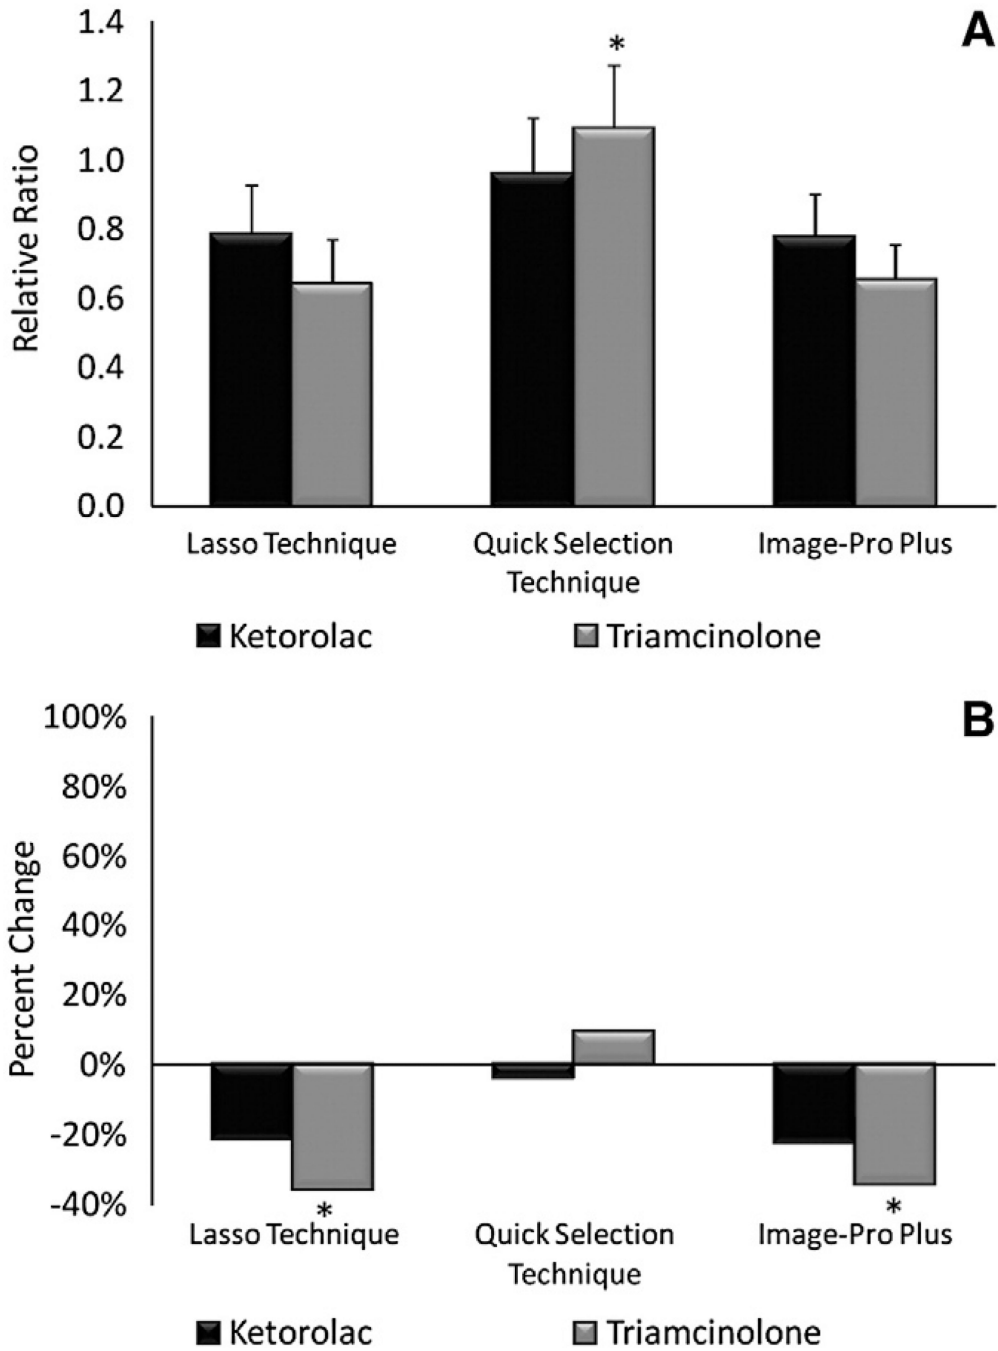 A
1.4
1.2
1.0
0.8
0.6
0.4
0.2
0.0
Relative Ratio
*
Lasso Technique
Quick Selection
Technique
Image-Pro Plus
Ketorolac
Triamcinolone
B
100%
80%
60%
40%
20%
0%
-20%
-40%
Percent Change
*
*
Lasso Technique
Quick Selection
Technique
Image-Pro Plus
Ketorolac
Triamcinolone